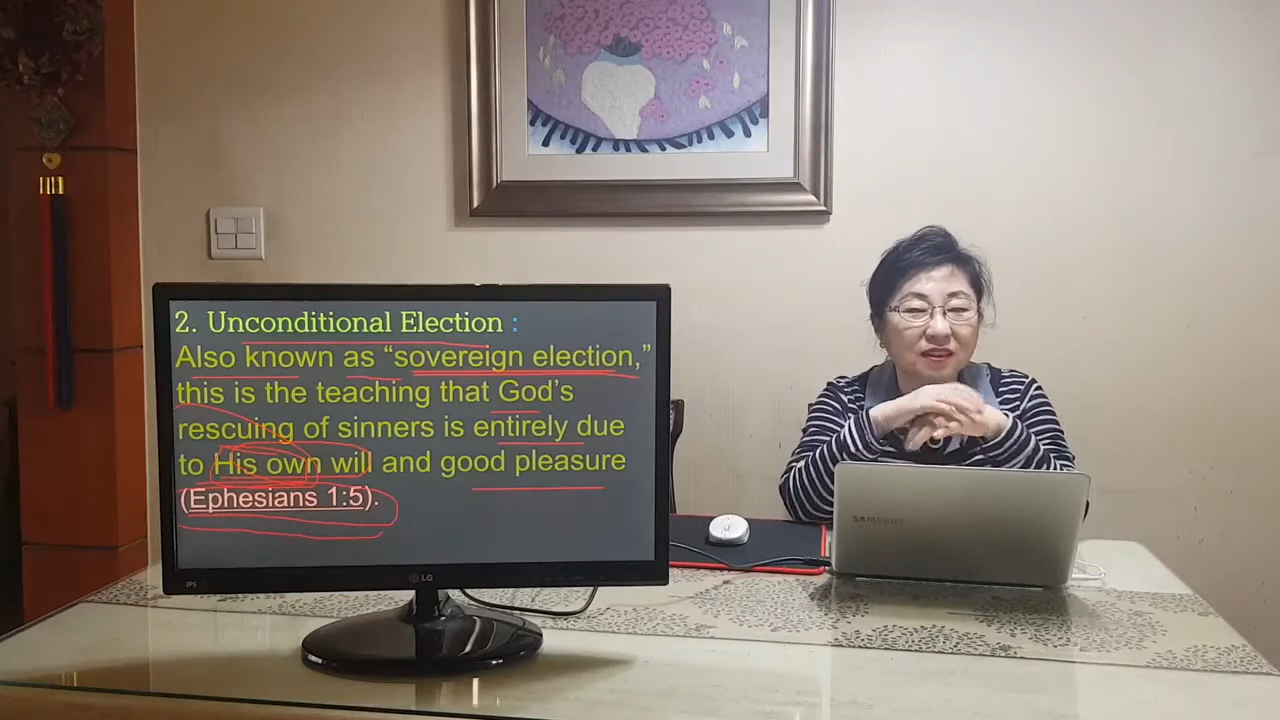 2. Unconditional Election :
Also known as “sovereign election,”
this is the teaching that God’s
rescuing of sinners is entirely due
to His own will and good pleasure
(Ephesians 1:5).
IPS
LG
SAMSUNG